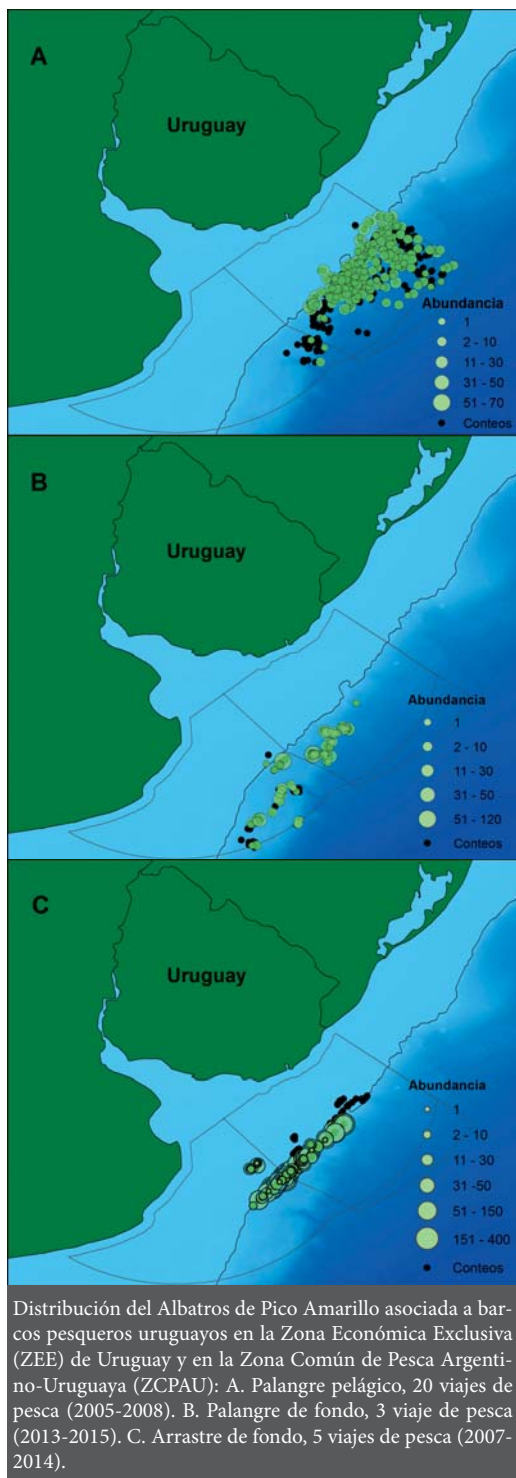 A
Uruguay
Abundancia
1
2 - 10
11 - 30
31 - 50
51 - 70
Conteos
B
Uruguay
Abundancia
1
2 - 10
11 - 30
31 - 50
51 - 120
Conteos
C
Uruguay
Abundancia
1
2 - 10
11 - 30
31 -50
51 - 150
151 - 400
Conteos
Distribución del Albatros de Pico Amarillo asociada a bar-
cos pesqueros uruguayos en la Zona Económica Exclusiva
(ZEE) de Uruguay y en la Zona Común de Pesca Argenti-
no-Uruguaya (ZCPAU): A. Palangre pelágico, 20 viajes de
pesca (2005-2008). B. Palangre de fondo, 3 viaje de pesca
(2013-2015). C. Arrastre de fondo, 5 viajes de pesca (2007-
2014).